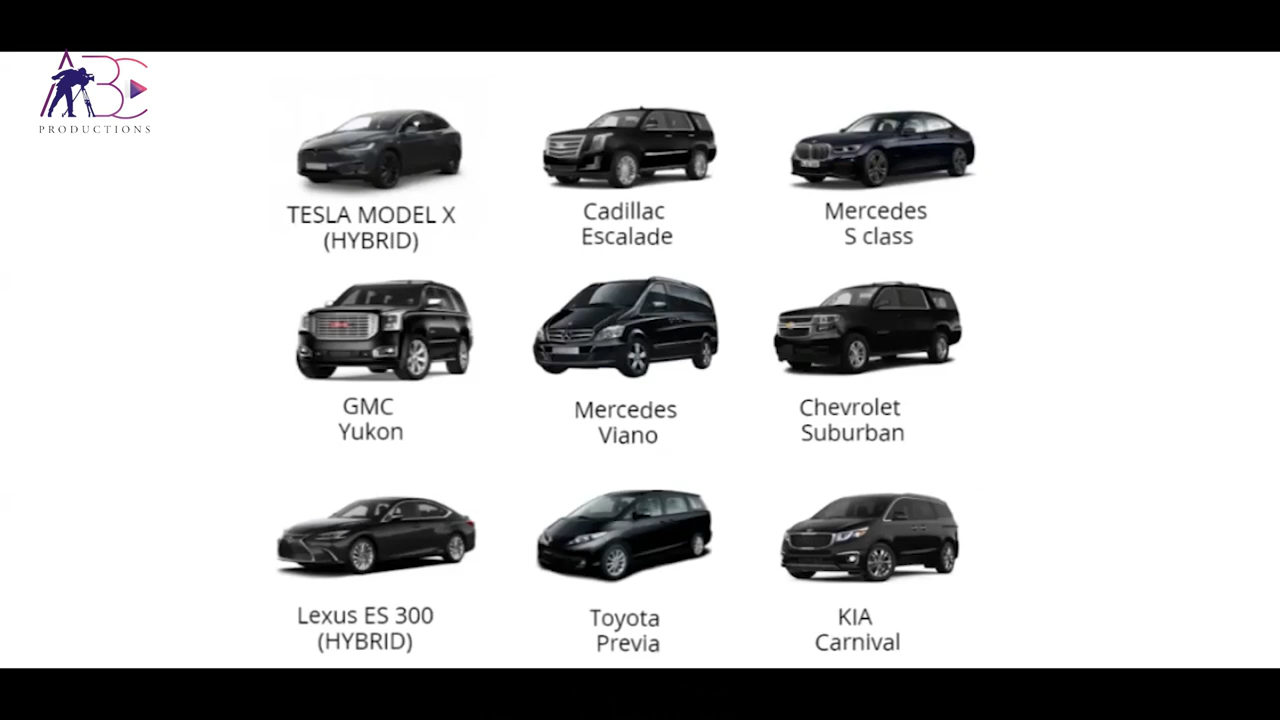 ABC
PRODUCTIONS
TESLA MODEL X
(HYBRID)
Cadillac
Escalade
Mercedes
S class
GMC
Yukon
Mercedes
Viano
Chevrolet
Suburban
Lexus ES 300
(HYBRID)
Toyota
Previa
KIA
Carnival